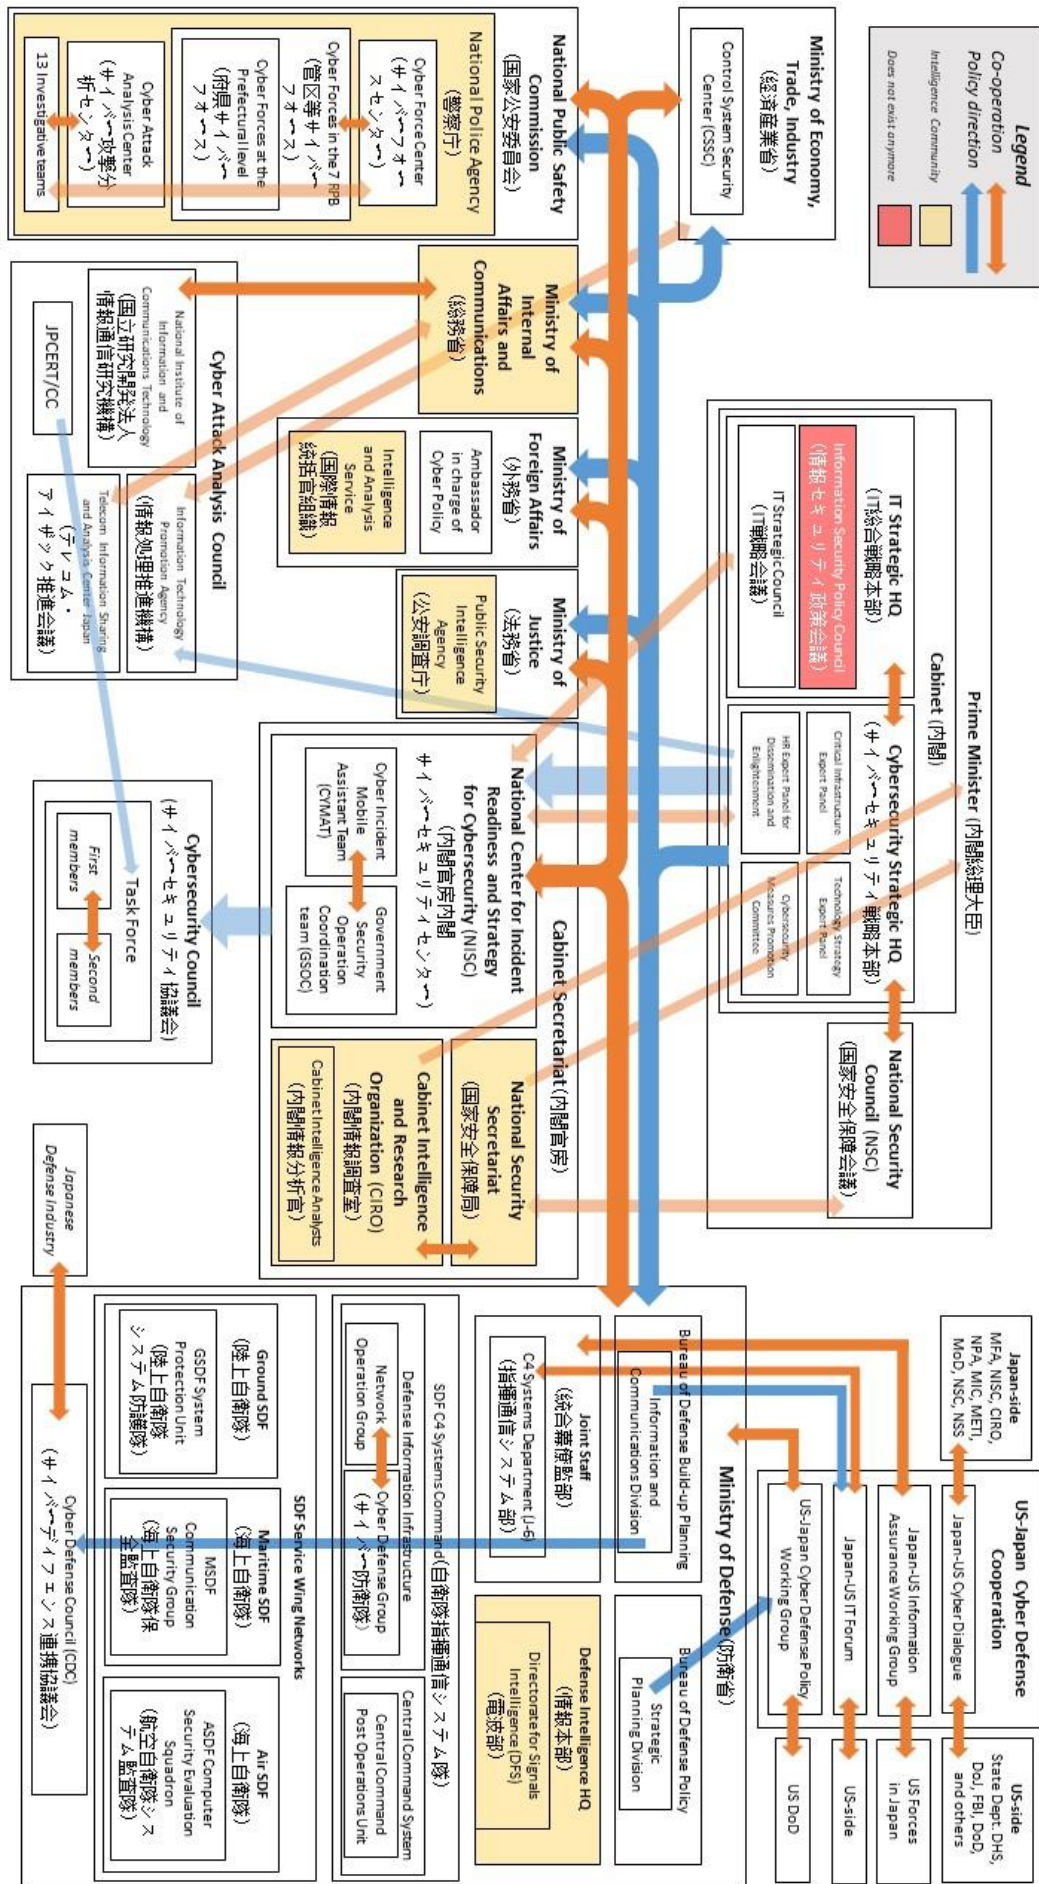 Legend
Co-operation
Policy direction
Intelligence Community
Does not exist anymore
Prime Minister (内閣総理大臣)
Cabinet (内閣)
IT Strategic HQ
(IT総合戦略本部)
Information Security Policy Council
(情報セキュリティ政策会議)
IT Strategic Council
(IT戦略会議)
Cybersecurity Strategic HQ
(サイバーセキュリティ戦略本部)
Critical Infrastructure
Expert Panel
Technology Strategy
Expert Panel
HR Expert Panel for
Dissemination and
Enlightenment
Cybersecurity
Measures Promotion
Committee
National Security
Council (NSC)
(国家安全保障会議)
US-Japan Cyber Defense
Cooperation
Japan-side
MFA, NISC, CIRO,
NPA, MIC, METI,
MoD, NSC, NSS
Japan-US Cyber Dialogue
Japan-US Information
Assurance Working Group
Japan-US IT Forum
US-Japan Cyber Defense Policy
Working Group
US-side
State Dept. DHS,
DoJ, FBI, DoD,
and others
US Forces
in Japan
US-side
US DoD
Ministry of Economy,
Trade, Industry
(経済産業省)
Control System Security
Center (CSSC)
National Public Safety
Commission
(国家公安委員会)
National Police Agency
(警察庁)
Cyber Force Center
(サイバーフォー
スセンター)
Cyber Forces in the 7 RPB
(管区等サイバー
フォース)
Cyber Forces at the
Prefectural level
(府県サイバー
フォース)
Cyber Attack
Analysis Center
(サイバー攻撃分
析センター)
13 Investigative teams
Ministry of
Internal
Affairs and
Communications
(総務省)
Ministry of
Foreign Affairs
(外務省)
Ambassador
in charge of
Cyber Policy
Intelligence
and Analysis
Service
(国際情報
統括官組織)
Ministry of
Justice
(法務省)
Public Security
Intelligence
Agency
(公安調査庁)
Cabinet Secretariat (内閣官房)
National Center for Incident
Readiness and Strategy
for Cybersecurity (NISC)
(内閣官房内閣
サイバーセキュリティセンター)
Cyber Incident
Mobile
Assistant Team
(CYMAT)
Government
Security
Operation
Coordination
team (GSOC)
National Security
Secretariat
(国家安全保障局)
Cabinet Intelligence
and Research
Organization (CIRO)
(内閣情報調査室)
Cabinet Intelligence Analysts
(内閣情報分析官)
Cyber Attack Analysis Council
National Institute of
Information and
Communications Technology
(国立研究開発法人
情報通信研究機構)
Information Technology
Promotion Agency
(情報処理推進機構)
JPCERT/CC
Telecom Information Sharing
and Analysis Center Japan
(テレコム・
アイザック推進会議)
Cybersecurity Council
(サイバーセキュリティ協議会)
Task Force
First
members
Second
members
Japanese
Defense Industry
Ministry of Defense (防衛省)
Bureau of Defense Build-up Planning
Information and
Communications Division
Bureau of Defense Policy
Strategic
Planning Division
Joint Staff
(統合幕僚監部)
C4 Systems Department (J-6)
(指揮通信システム部)
Defense Intelligence HQ
(情報本部)
Directorate for Signals
Intelligence (DFS)
(電波部)
SDF C4 Systems Command (自衛隊指揮通信システム隊)
Defense Information Infrastructure
Network
Operation Group
Cyber Defense Group
(サイバー防衛隊)
Central Command System
Central Command
Post Operations Unit
SDF Service Wing Networks
Ground SDF
(陸上自衛隊)
GSDF System
Protection Unit
(陸上自衛隊
システム防護隊)
Maritime SDF
(海上自衛隊)
MSDF
Communication
Security Group
(海上自衛隊保
全監査隊)
Air SDF
(海上自衛隊)
ASDF Computer
Security Evaluation
Squadron
(航空自衛隊シス
テム監査隊)
Cyber Defense Council (CDC)
(サイバーディフェンス連携協議会)